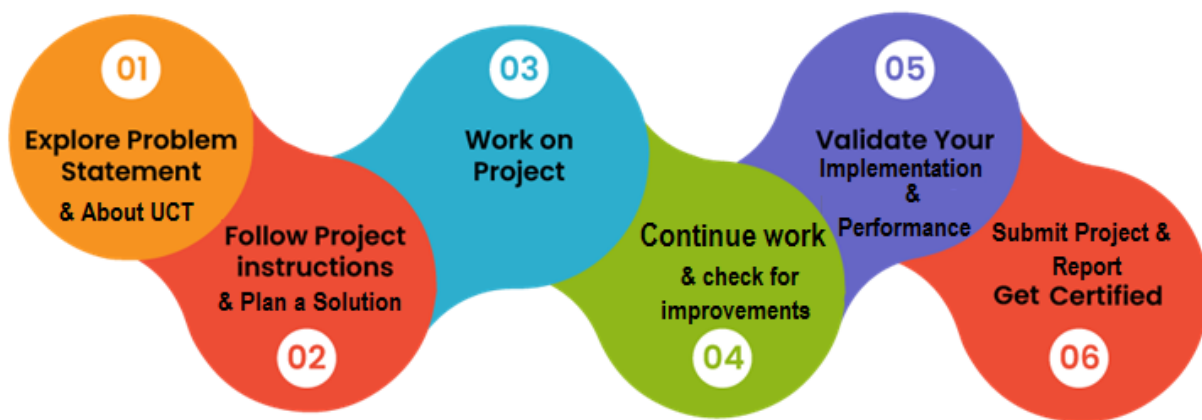 01
Explore Problem
Statement
& About UCT
Follow Project
instructions
& Plan a Solution
02
03
Work on
Project
Continue work
& check for
improvements
04
05
Validate Your
Implementation
&
Performance
Submit Project &
Report
Get Certified
06